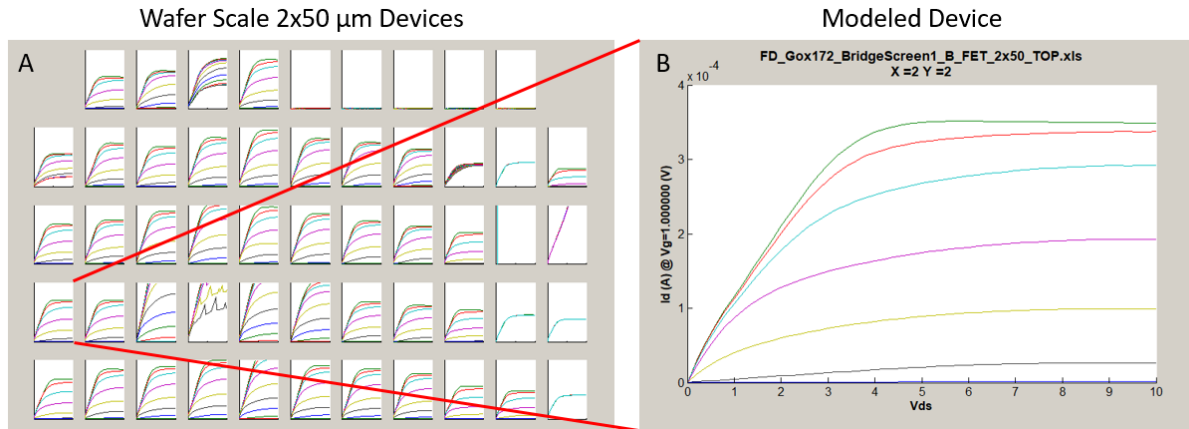 Wafer Scale 2x50 µm Devices
Modeled Device
A
B
FD_Gox172_BridgeScreen1_B_FET_2x50_TOP.xls
X =2 Y =2
x 10⁻⁴
4
3
2
1
0
Id (A) @ Vg=1.0000000 (V)
0 1 2 3 4 5 6 7 8 9 10
Vds